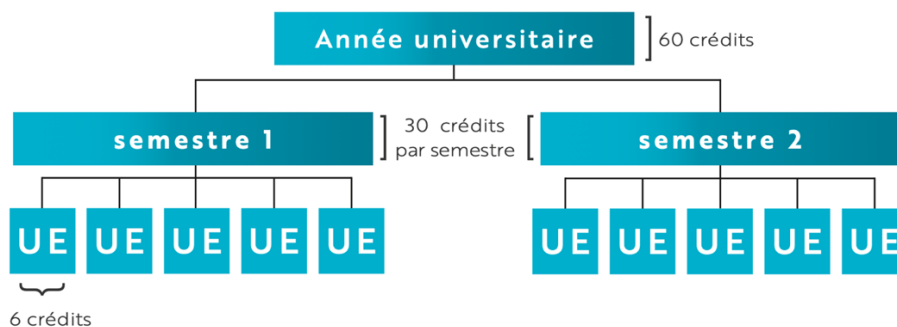 Année universitaire
60 crédits
semestre 1
30 crédits
par semestre
semestre 2
UE UE UE UE UE
UE UE UE UE UE
6 crédits